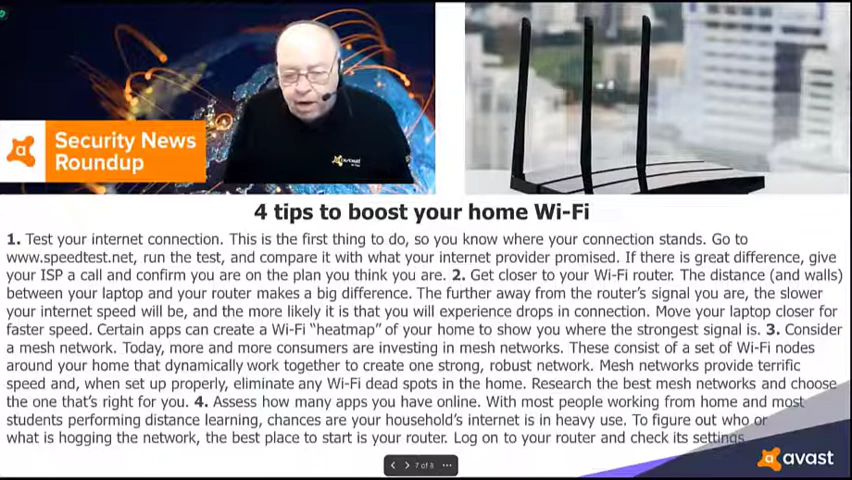 avast
Security News
Roundup
4 tips to boost your home Wi-Fi
1. Test your internet connection. This is the first thing to do, so you know where your connection stands. Go to
www.speedtest.net, run the test, and compare it with what your internet provider promised. If there is great difference, give
your ISP a call and confirm you are on the plan you think you are. 2. Get closer to your Wi-Fi router. The distance (and walls)
between your laptop and your router makes a big difference. The further away from the router's signal you are, the slower
your internet speed will be, and the more likely it is that you will experience drops in connection. Move your laptop closer for
faster speed. Certain apps can create a Wi-Fi “heatmap” of your home to show you where the strongest signal is. 3. Consider
a mesh network. Today, more and more consumers are investing in mesh networks. These consist of a set of Wi-Fi nodes
around your home that dynamically work together to create one strong, robust network. Mesh networks provide terrific
speed and, when set up properly, eliminate any Wi-Fi dead spots in the home. Research the best mesh networks and choose
the one that's right for you. 4. Assess how many apps you have online. With most people working from home and most
students performing distance learning, chances are your household's internet is in heavy use. To figure out who or
what is hogging the network, the best place to start is your router. Log on to your router and check its settings.
7 of 8
avast